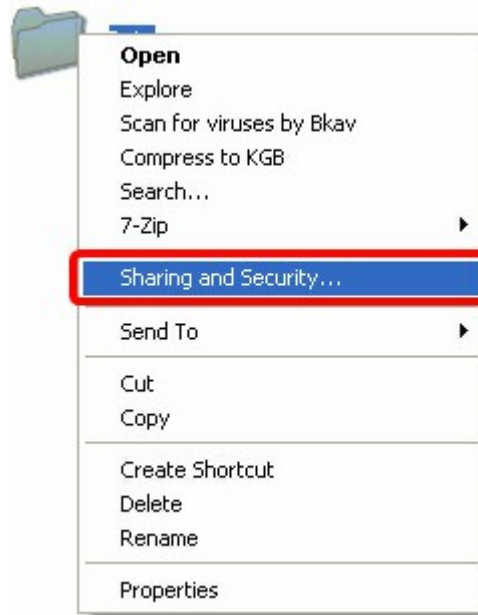 Open
Explore
Scan for viruses by Bkav
Compress to KGB
Search...
7-Zip
Sharing and Security...
Send To
Cut
Copy
Create Shortcut
Delete
Rename
Properties